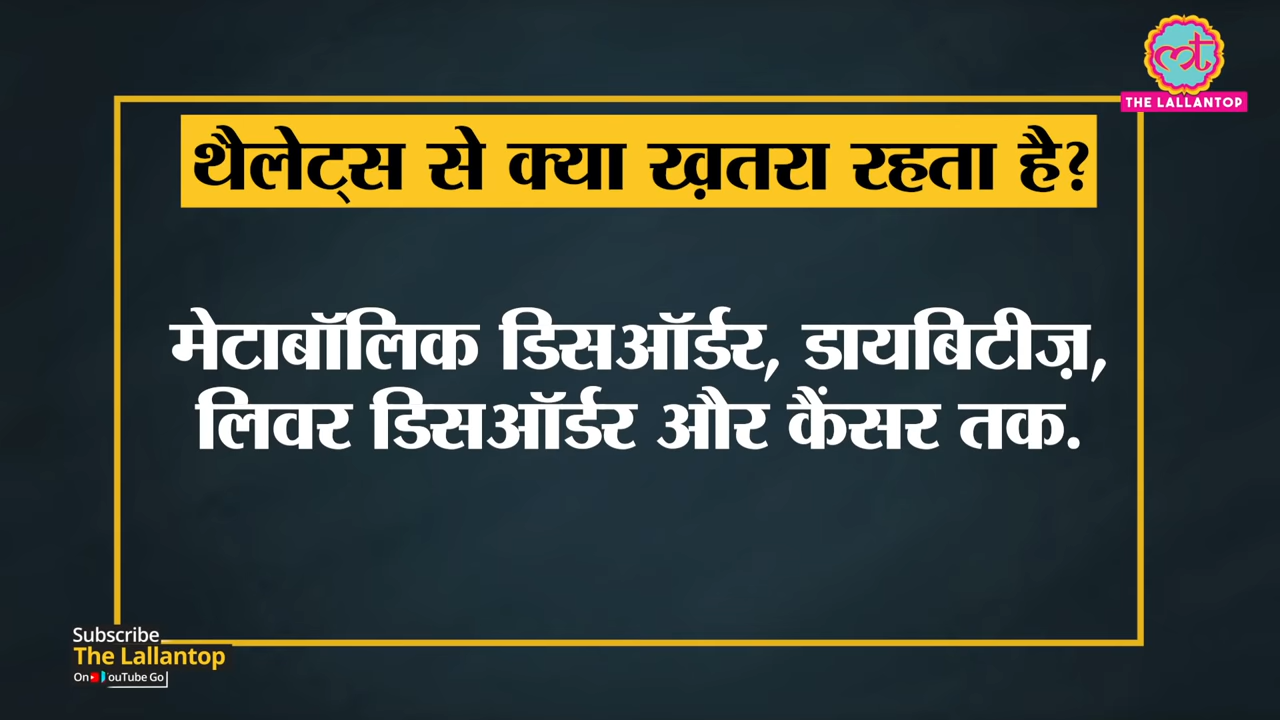 THE LALLANTOP
थैलेट्स से क्या ख़तरा रहता है?
मेटाबॉलिक डिसऑर्डर, डायबिटीज़,
लिवर डिसऑर्डर और कैंसर तक.
Subscribe
The Lallantop
On YouTube Go